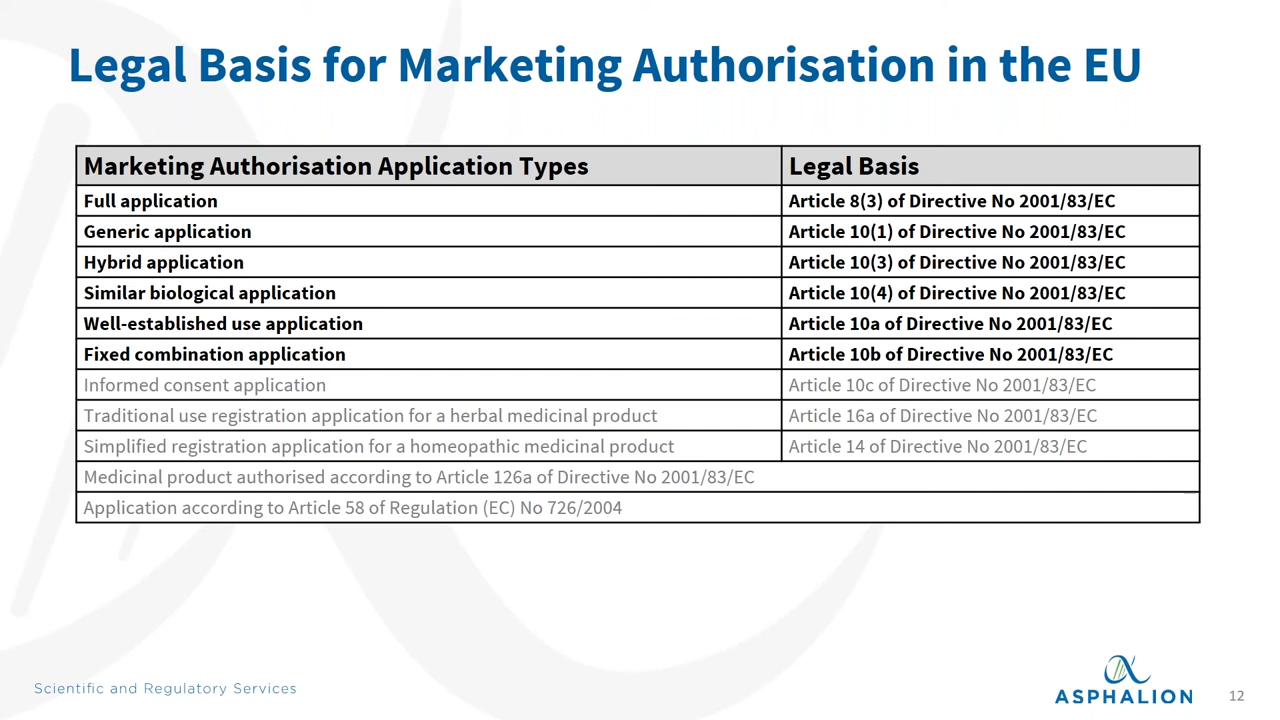 Legal Basis for Marketing Authorisation in the EU
Marketing Authorisation Application Types Legal Basis
Full application Article 8(3) of Directive No 2001/83/EC
Generic application Article 10(1) of Directive No 2001/83/EC
Hybrid application Article 10(3) of Directive No 2001/83/EC
Similar biological application Article 10(4) of Directive No 2001/83/EC
Well-established use application Article 10a of Directive No 2001/83/EC
Fixed combination application Article 10b of Directive No 2001/83/EC
Informed consent application Article 10c of Directive No 2001/83/EC
Traditional use registration application for a herbal medicinal product Article 16a of Directive No 2001/83/EC
Simplified registration application for a homeopathic medicinal product Article 14 of Directive No 2001/83/EC
Medicinal product authorised according to Article 126a of Directive No 2001/83/EC
Application according to Article 58 of Regulation (EC) No 726/2004
Scientific and Regulatory Services
ASPHALION
12